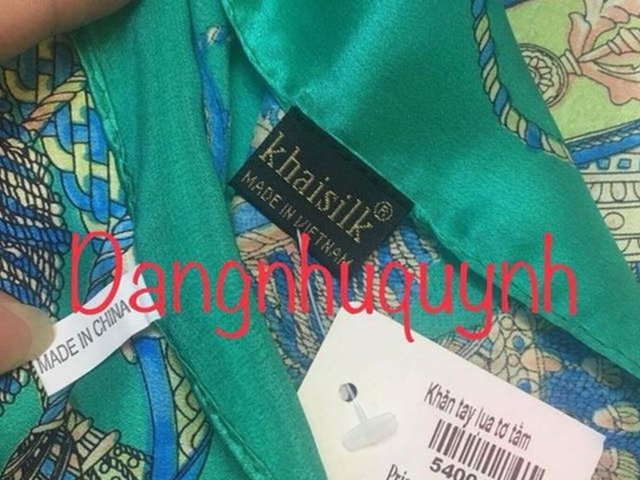 khaisilk®
MADE IN VIETNAM
Dangnhuquynh
MADE IN CHINA
Khăn tay lụa tơ tằm